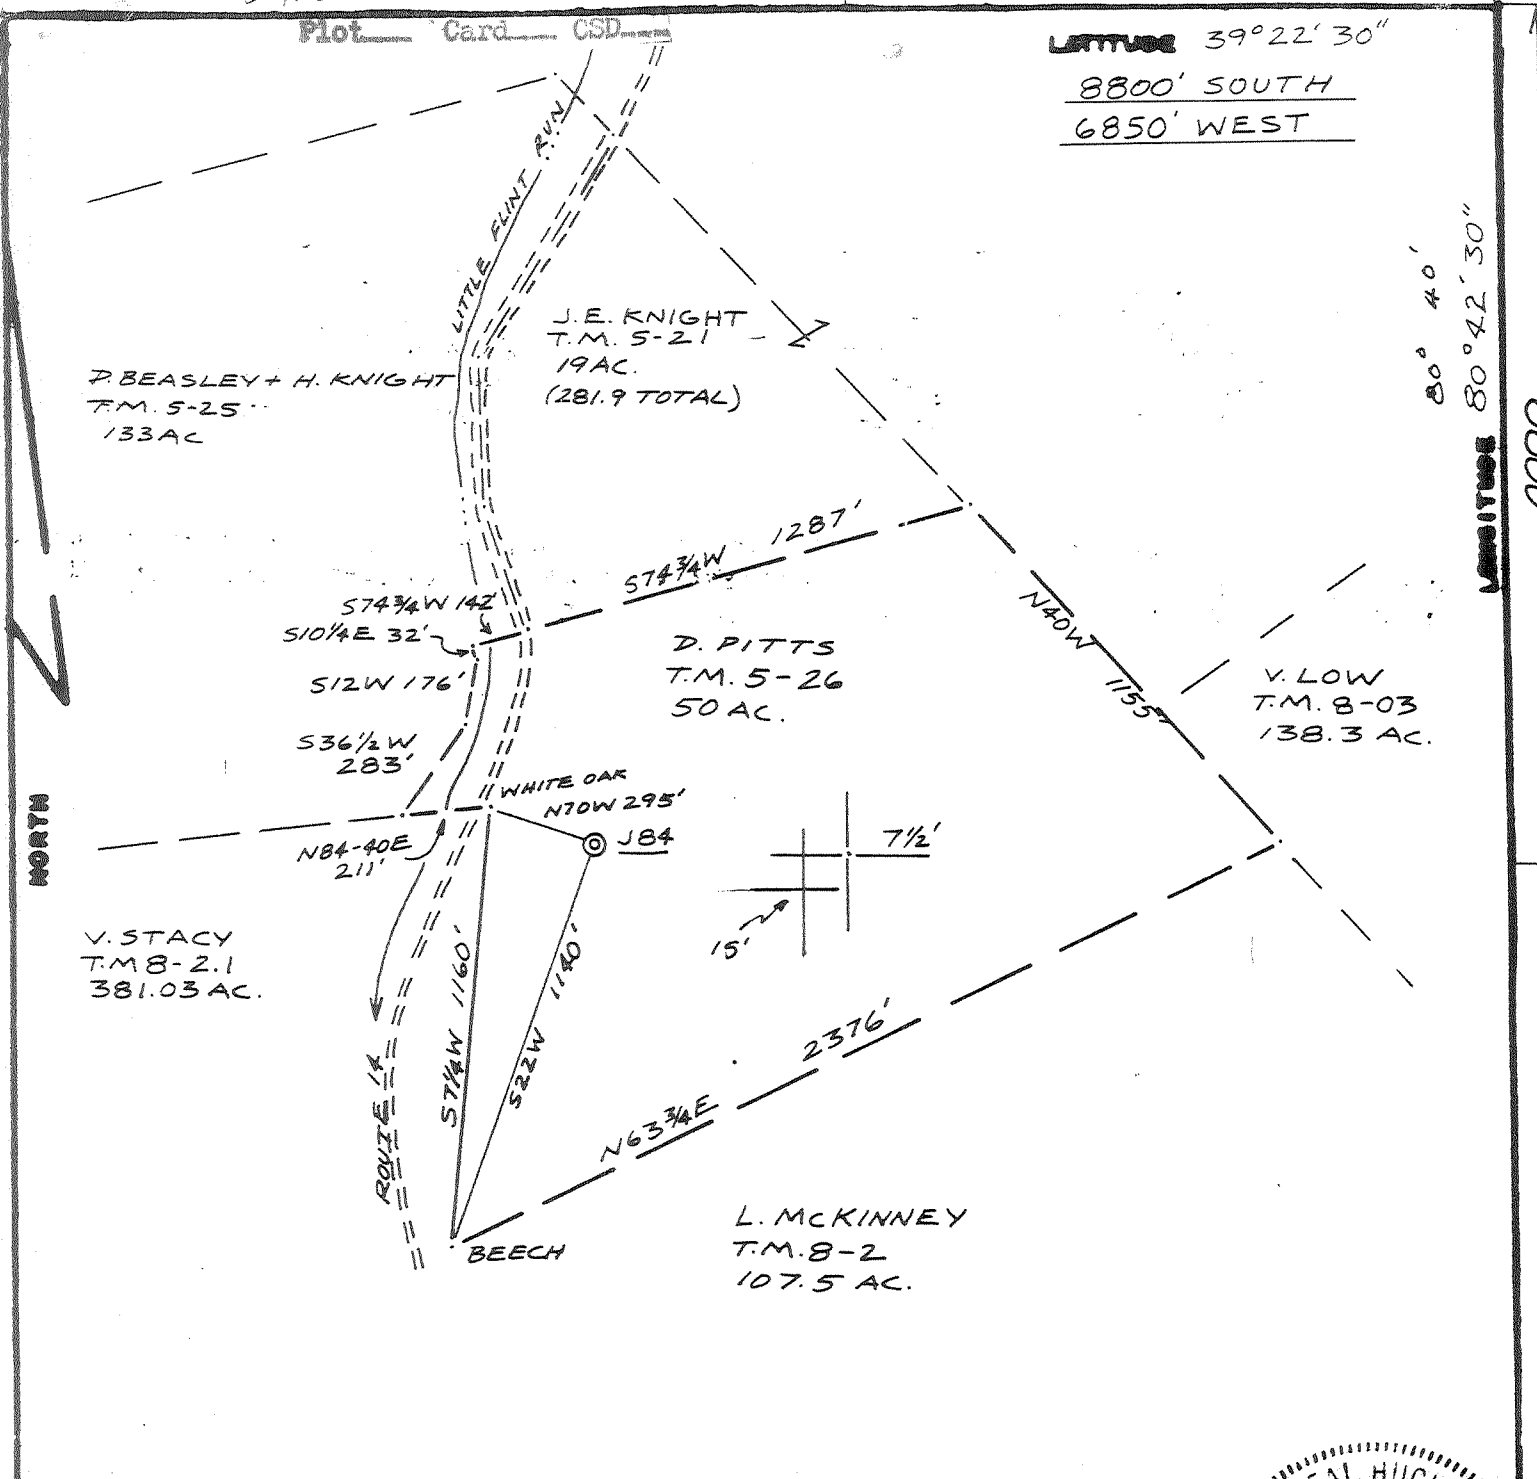 Plot___ Card___ CSD___
LATITUDE 39°22'30"
8800' SOUTH
6850' WEST
LITTLE FLINT RUN
80° 40'
80°42'30"
LONGITUDE
J.E. KNIGHT
T.M. 5-21
19AC.
(281.9 TOTAL)
D. BEASLEY + H. KNIGHT
T.M. 5-25
133AC
S74¾W 1287'
S74¾W 142'
S10¼E 32'
S12W 176'
S36½W
283'
D. PITTS
T.M. 5-26
50 AC.
N40W 1155'
V. LOW
T.M. 8-03
138.3 AC.
WHITE OAK
N70W 295'
J84
N84-40E
211'
7½'
15'
NORTH
V. STACY
T.M 8-2.1
381.03 AC.
S7¼W 1160'
S22W 1140'
ROUTE 14
N63¾E 2376'
BEECH
L. McKINNEY
T.M. 8-2
107.5 AC.